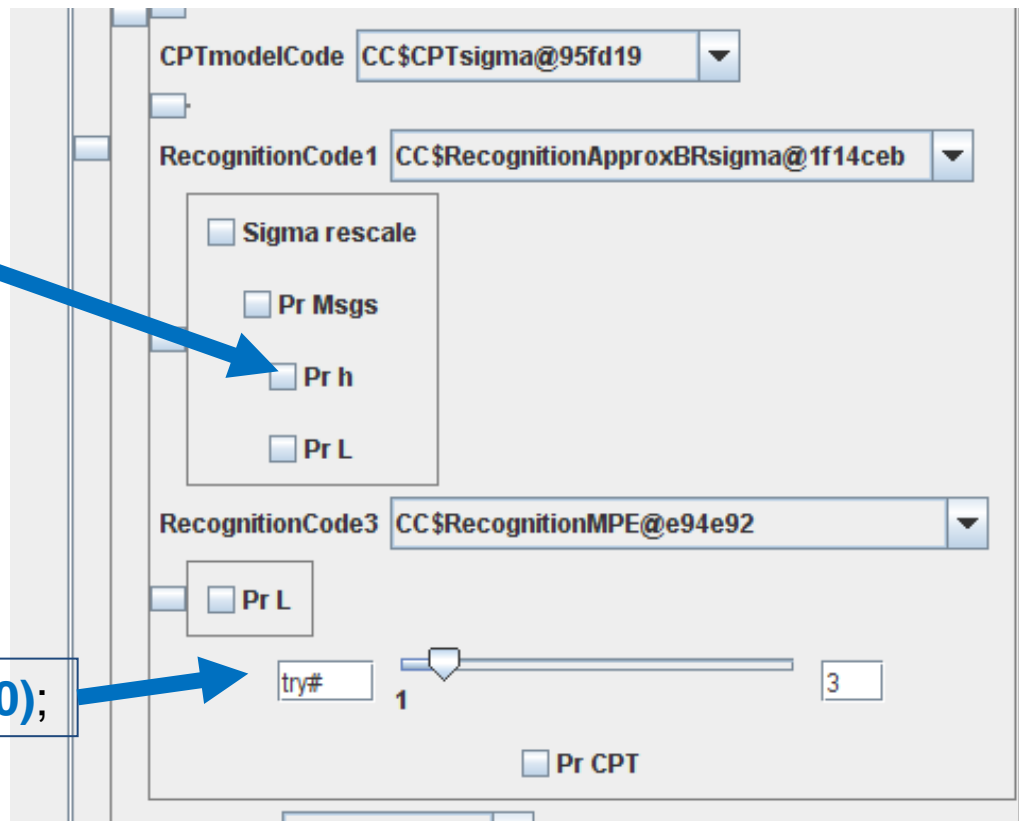 CPTmodelCode CC$CPTsigma@95fd19
RecognitionCode1 CC$RecognitionApproxBRsigma@1f14ceb
Sigma rescale
Pr Msgs
Pr h
Pr L
RecognitionCode3 CC$RecognitionMPE@e94e92
Pr L
0);
try# 1 3
Pr CPT